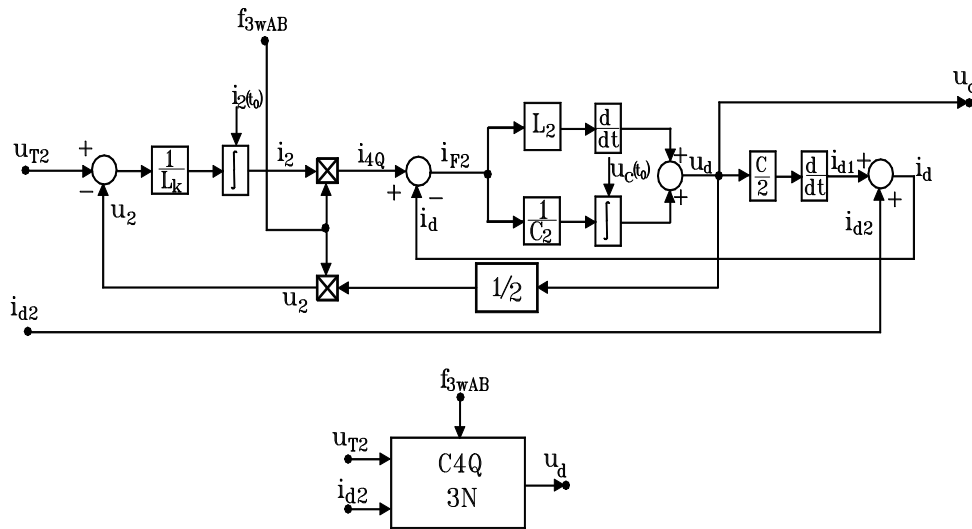 f3wAB
i2(t0)
uT2
+
−
1
Lk
∫
i2
i4Q
+
−
iF2
L2
d
dt
uC(t0)
1
C2
∫
+
+
ud
C
2
d
dt
id1
+
id
id2
+
id
u2
u2
1/2
id2
f3wAB
uT2
id2
C4Q
3N
ud